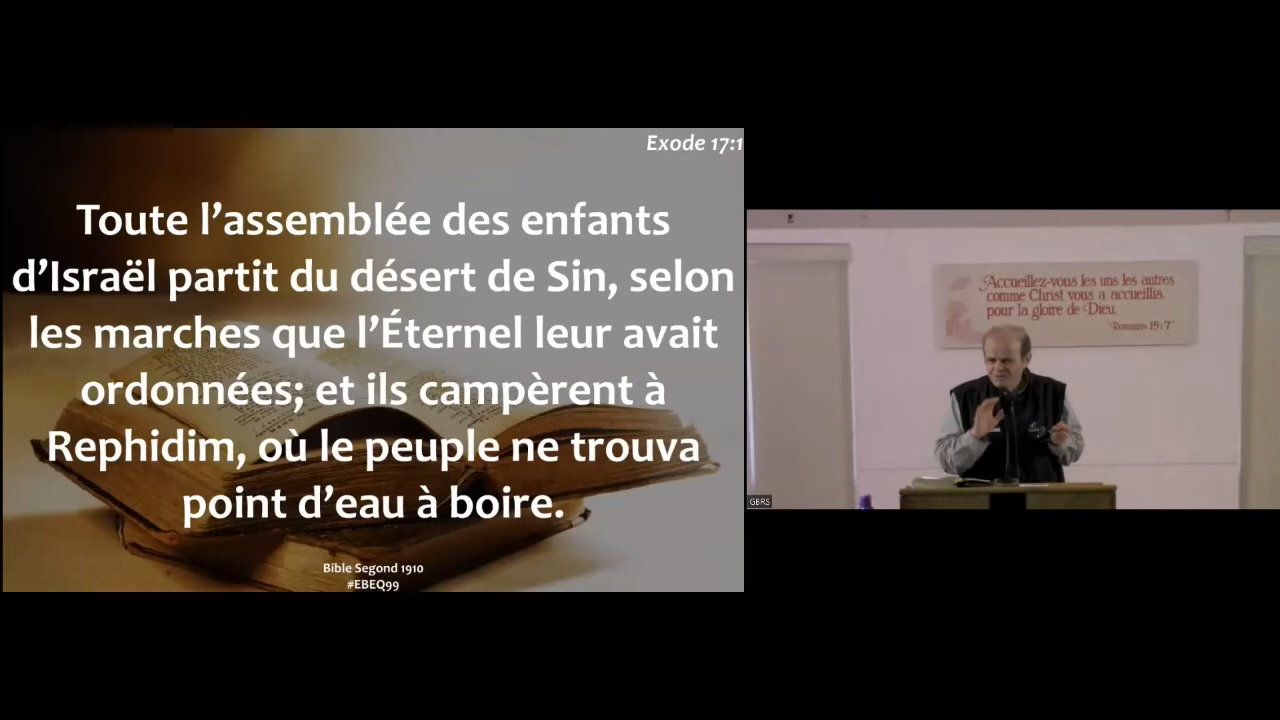 Exode 17:1
Toute l’assemblée des enfants
d’Israël partit du désert de Sin, selon
les marches que l’Éternel leur avait
ordonnées; et ils campèrent à
Rephidim, où le peuple ne trouva
point d’eau à boire.
Bible Segond 1910
#EBEQ99
Accueillez-vous les uns les autres
comme Christ vous a accueillis,
pour la gloire de Dieu.
Romains 15:7
GBRS